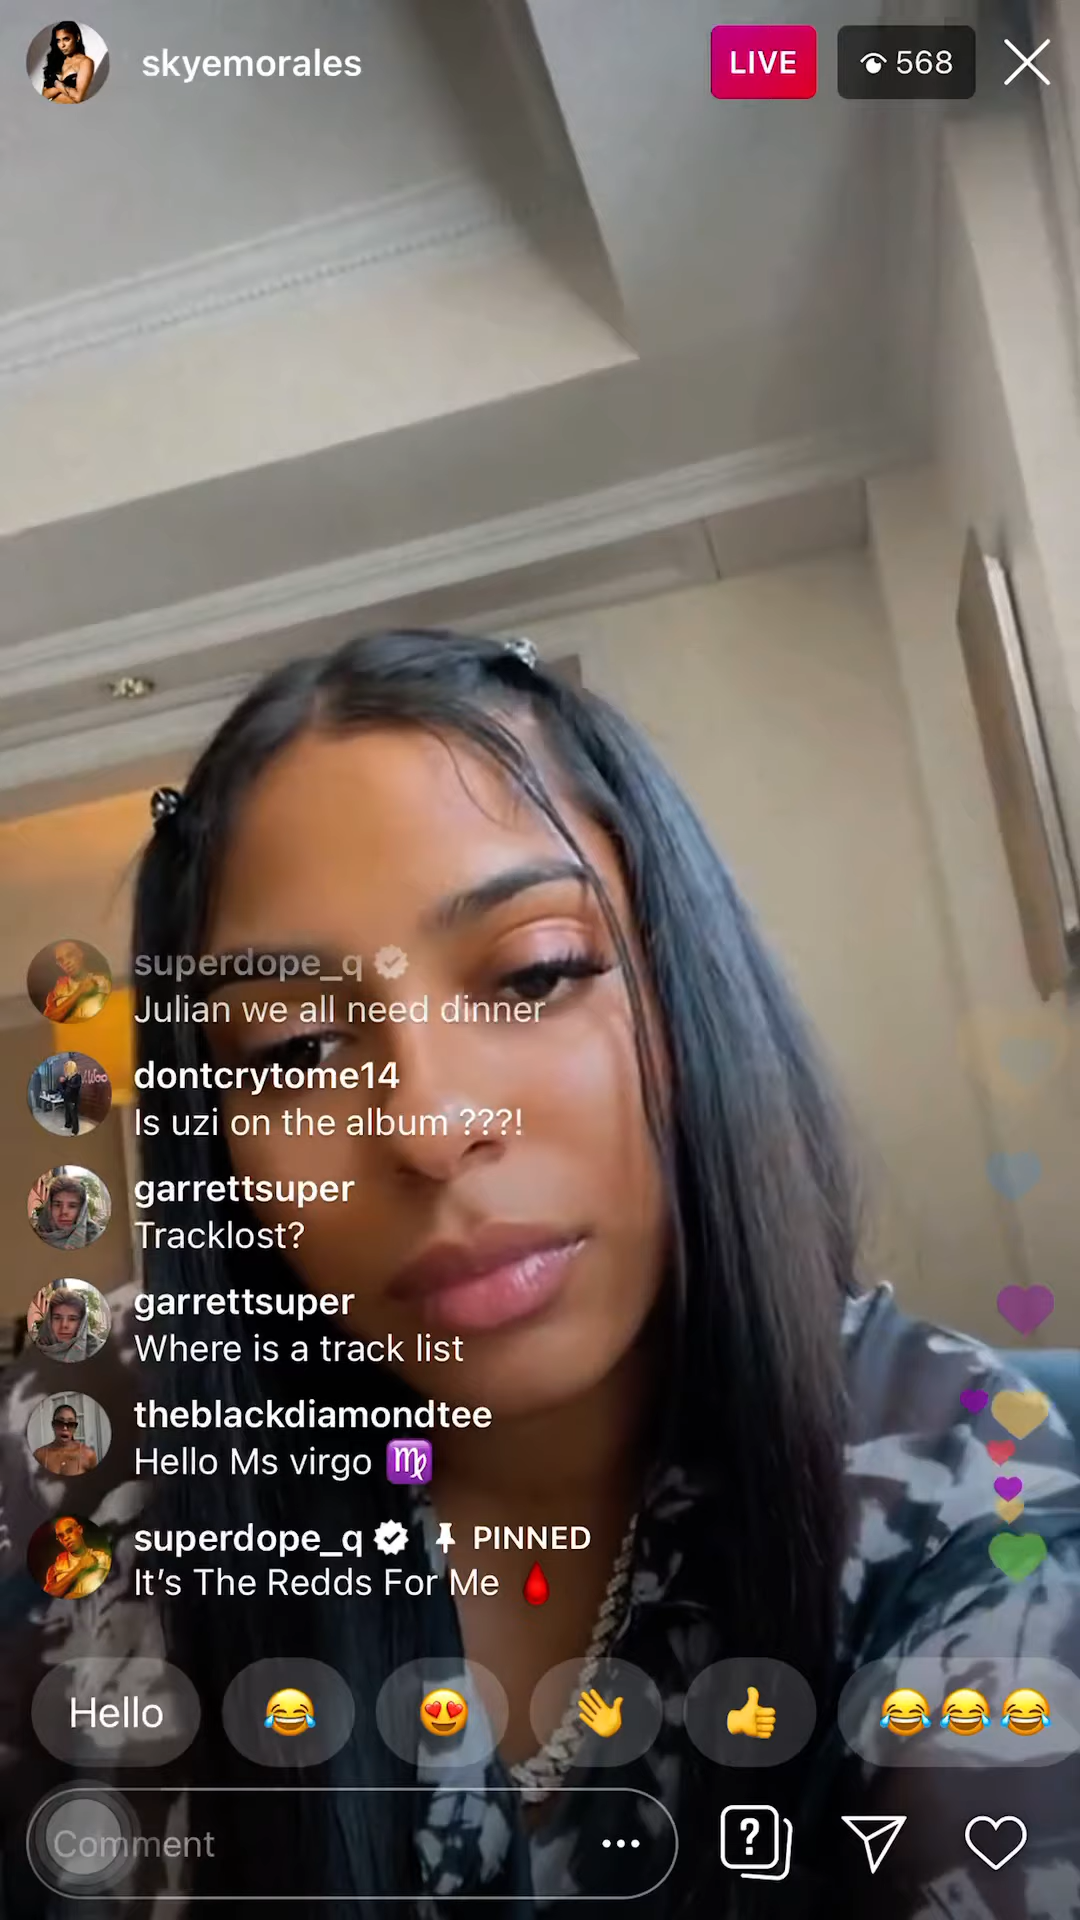 skyemorales
LIVE
568
superdope_q
Julian we all need dinner
dontcrytome14
Is uzi on the album ???!
garrettsuper
Tracklost?
garrettsuper
Where is a track list
theblackdiamondtee
Hello Ms virgo ♍
superdope_q PINNED
It's The Redds For Me 🩸
Hello 😂 😍 👋 👍 😂😂😂
Comment